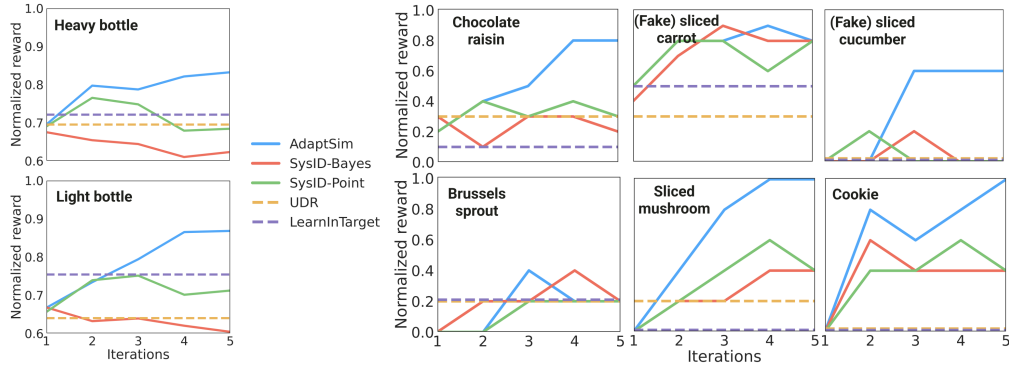 Heavy bottle
Normalized reward
1.0
0.9
0.8
0.7
0.6
Light bottle
Normalized reward
1.0
0.9
0.8
0.7
0.6
1 2 3 4 5
Iterations
AdaptSim
SysID-Bayes
SysID-Point
UDR
LearnInTarget
Chocolate
raisin
Normalized reward
1.0
0.8
0.6
0.4
0.2
0.0
(Fake) sliced
carrot
(Fake) sliced
cucumber
Brussels
sprout
Normalized reward
1.0
0.8
0.6
0.4
0.2
0.0
1 2 3 4 5
Sliced
mushroom
1 2 3 4 5
Cookie
1 2 3 4 5
Iterations